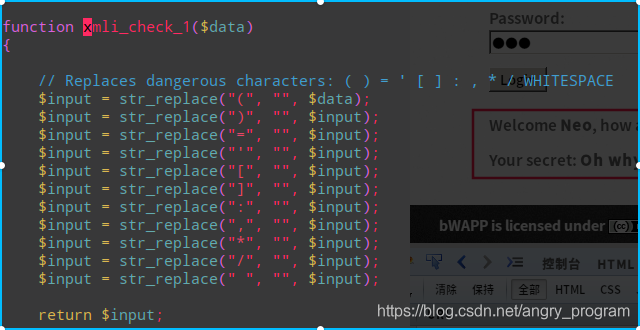 function xmli_check_1($data)
{
// Replaces dangerous characters: ( ) = ' [ ] : , * / WHITESPACE
$input = str_replace("(", "", $data);
$input = str_replace(")", "", $input);
$input = str_replace("=", "", $input);
$input = str_replace("'", "", $input);
$input = str_replace("[", "", $input);
$input = str_replace("]", "", $input);
$input = str_replace(":", "", $input);
$input = str_replace(",", "", $input);
$input = str_replace("*", "", $input);
$input = str_replace("/", "", $input);
$input = str_replace(" ", "", $input);
return $input;
Password:
●●●
Login
Welcome Neo, how a
Your secret: Oh why
bWAPP is licensed under
控制台 HTML
清除 保持 全部 HTML CSS
https://blog.csdn.net/angry_program